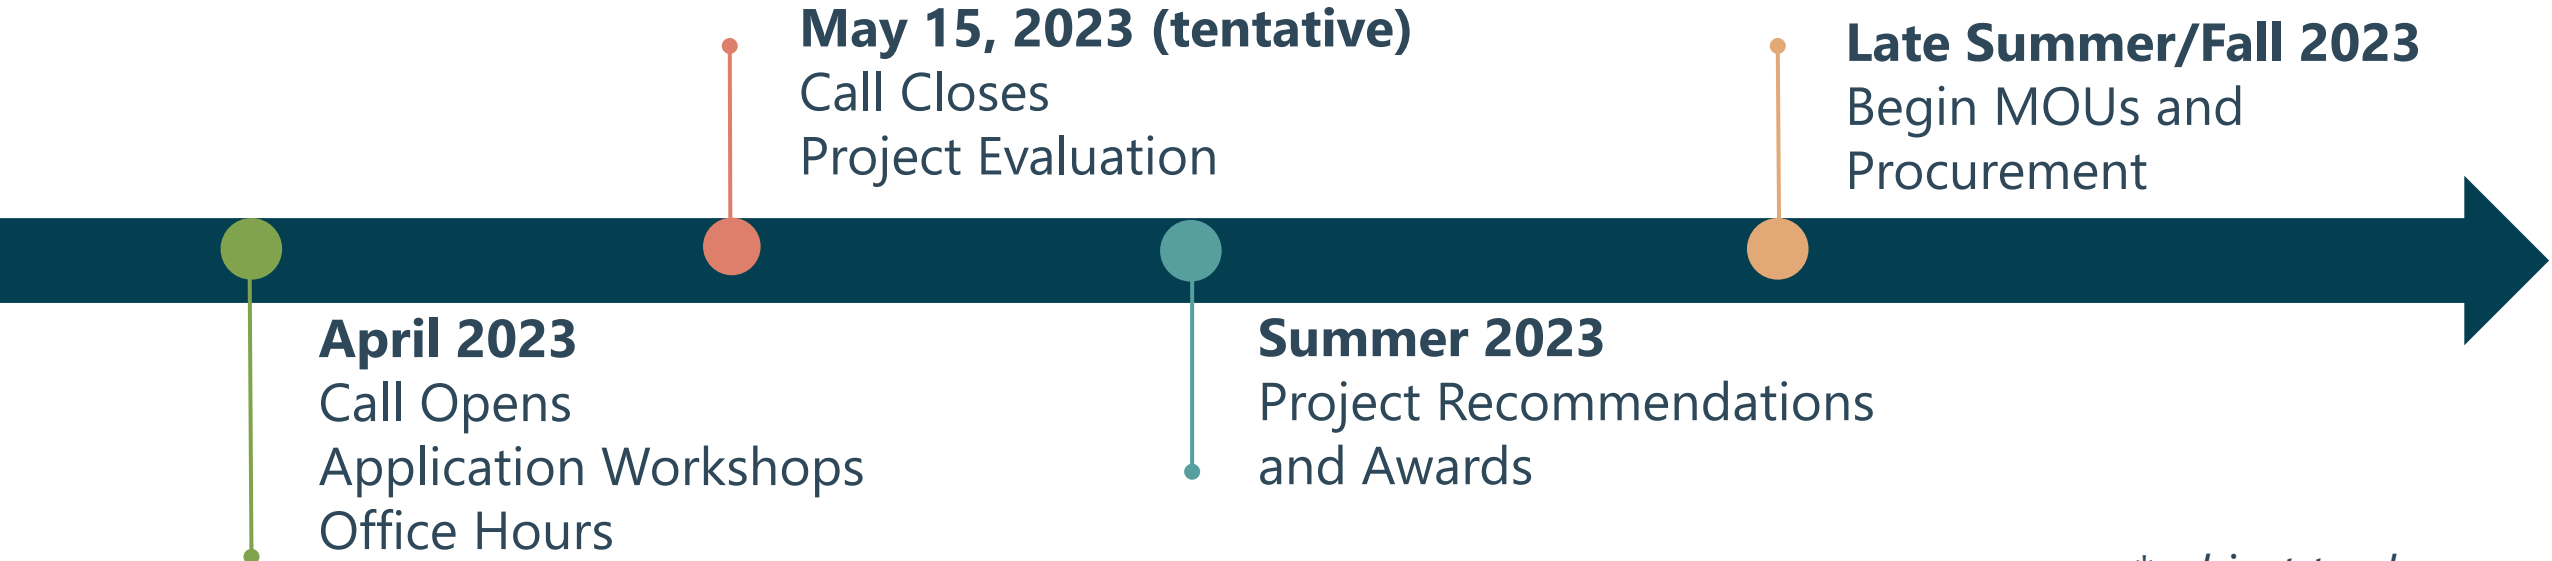 May 15, 2023 (tentative)
Call Closes
Project Evaluation
Late Summer/Fall 2023
Begin MOUs and
Procurement
April 2023
Call Opens
Application Workshops
Office Hours
Summer 2023
Project Recommendations
and Awards